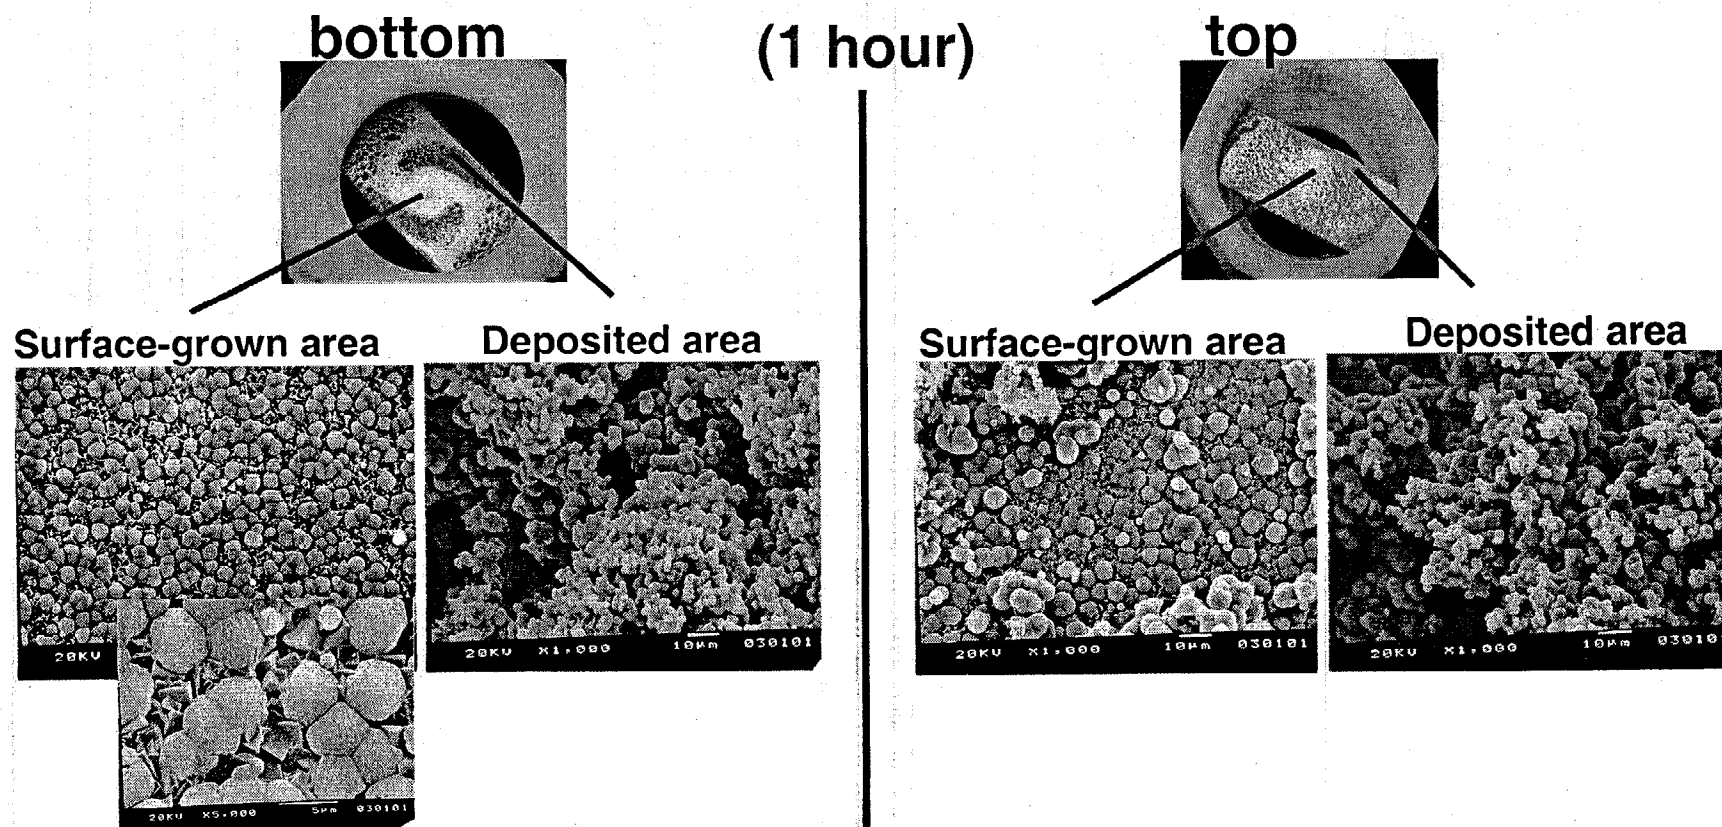 bottom
(1 hour)
top
Surface-grown area
Deposited area
Surface-grown area
Deposited area
20KV
20KV X1,000 10µm 030101
20KV X1,000 10µm 030101
20KV X1,000 10µm 030101
20KV X5,000 5µm 030101